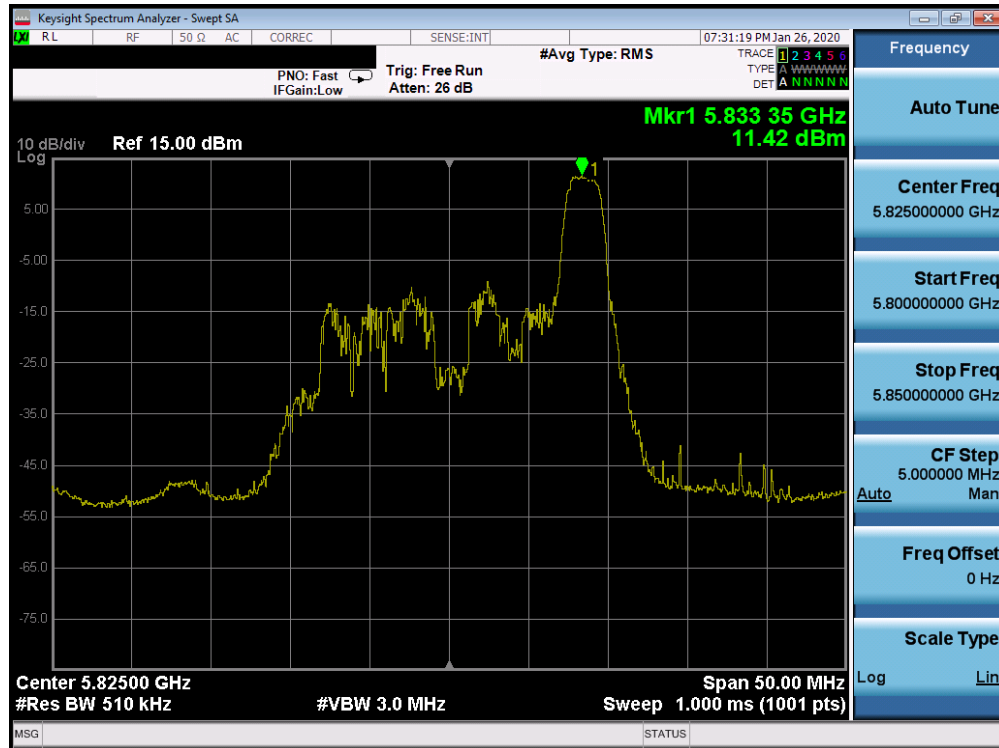 Keysight Spectrum Analyzer - Swept SA
LXI RL RF 50 Ω AC CORREC SENSE:INT 07:31:19 PM Jan 26, 2020
#Avg Type: RMS TRACE 1 2 3 4 5 6
PNO: Fast Trig: Free Run TYPE A WWWWW
IFGain:Low Atten: 26 dB DET A N N N N N
Mkr1 5.833 35 GHz
11.42 dBm
10 dB/div Ref 15.00 dBm
Log
1
5.00
-5.00
-15.0
-25.0
-35.0
-45.0
-55.0
-65.0
-75.0
Center 5.82500 GHz Span 50.00 MHz
#Res BW 510 kHz #VBW 3.0 MHz Sweep 1.000 ms (1001 pts)
MSG STATUS
Frequency
Auto Tune
Center Freq
5.825000000 GHz
Start Freq
5.800000000 GHz
Stop Freq
5.850000000 GHz
CF Step
5.000000 MHz
Auto Man
Freq Offset
0 Hz
Scale Type
Log Lin